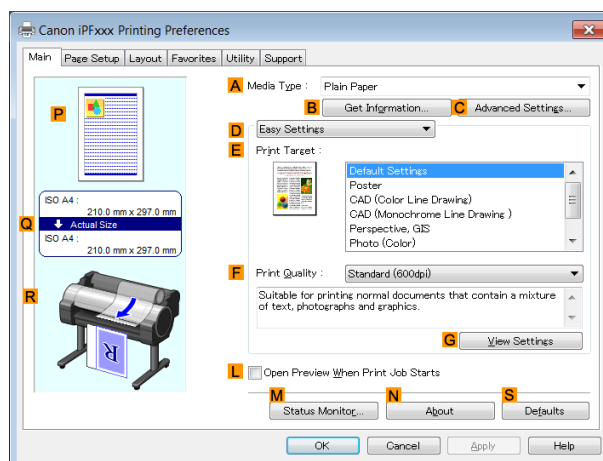 Canon iPFxxx Printing Preferences
Main Page Setup Layout Favorites Utility Support
A Media Type : Plain Paper
B Get Information... C Advanced Settings...
D Easy Settings
E Print Target :
Default Settings
Poster
CAD (Color Line Drawing)
CAD (Monochrome Line Drawing )
Perspective, GIS
Photo (Color)
F Print Quality : Standard (600dpi)
Suitable for printing normal documents that contain a mixture
of text, photographs and graphics.
G View Settings
L Open Preview When Print Job Starts
M Status Monitor... N About S Defaults
P
Q
ISO A4 :
210.0 mm x 297.0 mm
Actual Size
ISO A4 :
210.0 mm x 297.0 mm
R
R
OK Cancel Apply Help